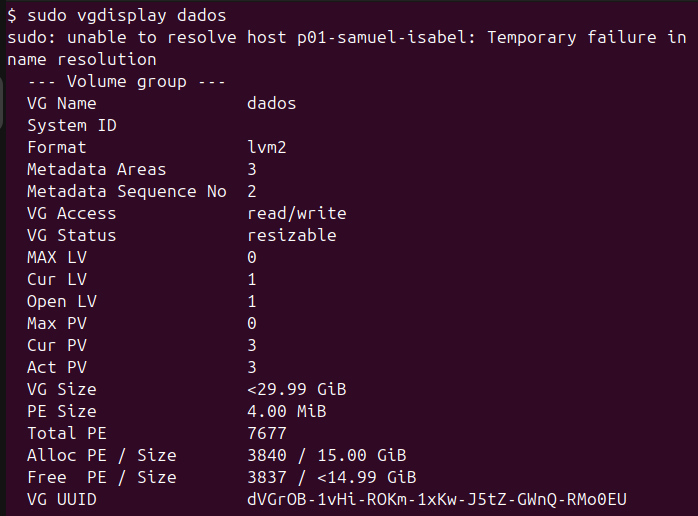 $ sudo vgdisplay dados
sudo: unable to resolve host p01-samuel-isabel: Temporary failure in
name resolution
  --- Volume group ---
  VG Name               dados
  System ID
  Format                lvm2
  Metadata Areas        3
  Metadata Sequence No  2
  VG Access             read/write
  VG Status             resizable
  MAX LV                0
  Cur LV                1
  Open LV               1
  Max PV                0
  Cur PV                3
  Act PV                3
  VG Size               <29.99 GiB
  PE Size               4.00 MiB
  Total PE              7677
  Alloc PE / Size       3840 / 15.00 GiB
  Free  PE / Size       3837 / <14.99 GiB
  VG UUID               dVGrOB-1vHi-ROKm-1xKw-J5tZ-GWnQ-RMo0EU